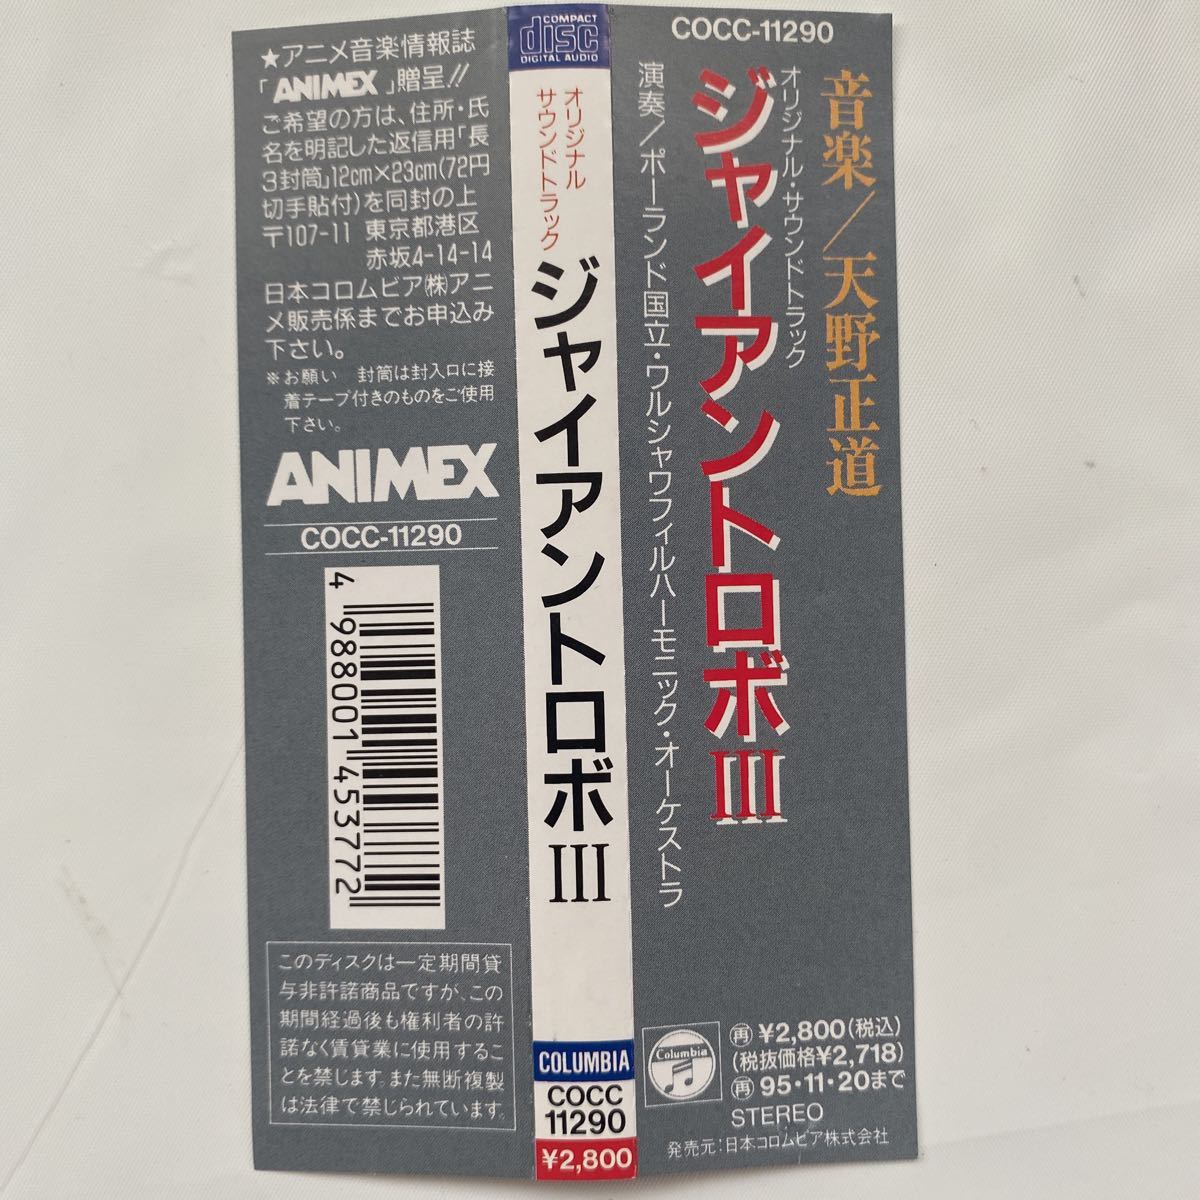 ★アニメ音楽情報誌
「ANIMEX」贈呈!!
ご希望の方は、住所・氏
名を明記した返信用「長
3封筒」12cm×23cm(72円
切手貼付)を同封の上
〒107-11 東京都港区
赤坂4-14-14
日本コロムビア㈱アニ
メ販売係までお申込み
下さい。
※お願い 封筒は封入口に接
着テープ付きのものをご使用
下さい。
ANIMEX
COCC-11290
4 988001 453772
このディスクは一定期間貸
与非許諾商品ですが、この
期間経過後も権利者の許
諾なく賃貸業に使用するこ
とを禁じます。また無断複製
は法律で禁じられています。
COMPACT
disc
DIGITAL AUDIO
オリジナル
サウンドトラック
ジャイアントロボIII
COLUMBIA
COCC
11290
¥2,800
COCC-11290
音楽/天野正道
オリジナル・サウンドトラック
ジャイアントロボIII
演奏/ポーランド国立・ワルシャワフィルハーモニック・オーケストラ
Columbia
再 ¥2,800(税込)
(税抜価格¥2,718)
再 95・11・20まで
STEREO
発売元:日本コロムビア株式会社